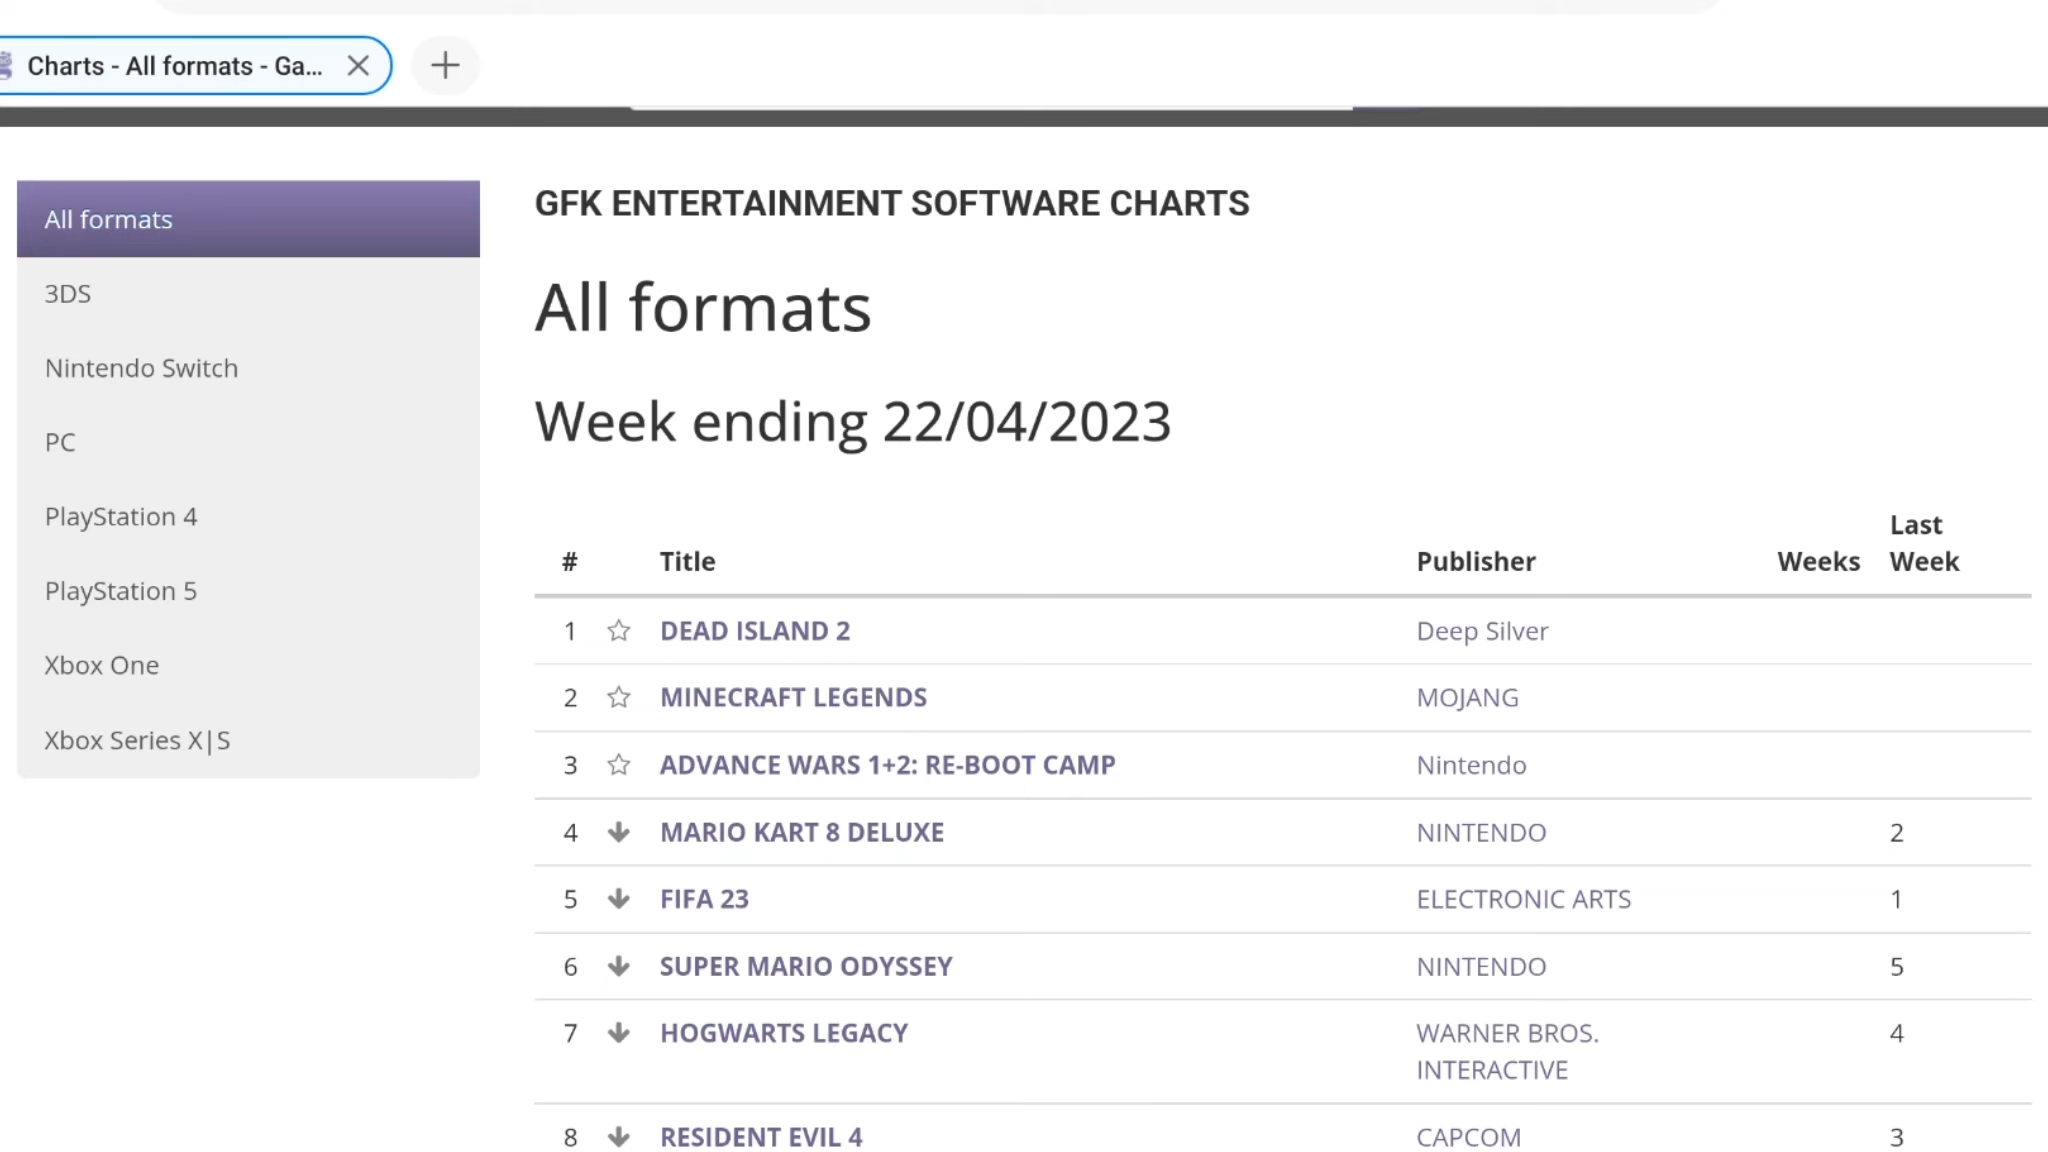 Charts - All formats - Ga...
All formats
3DS
Nintendo Switch
PC
PlayStation 4
PlayStation 5
Xbox One
Xbox Series X|S
GFK ENTERTAINMENT SOFTWARE CHARTS
All formats
Week ending 22/04/2023
# Title Publisher Weeks Last Week
1 DEAD ISLAND 2 Deep Silver
2 MINECRAFT LEGENDS MOJANG
3 ADVANCE WARS 1+2: RE-BOOT CAMP Nintendo
4 MARIO KART 8 DELUXE NINTENDO 2
5 FIFA 23 ELECTRONIC ARTS 1
6 SUPER MARIO ODYSSEY NINTENDO 5
7 HOGWARTS LEGACY WARNER BROS. INTERACTIVE 4
8 RESIDENT EVIL 4 CAPCOM 3